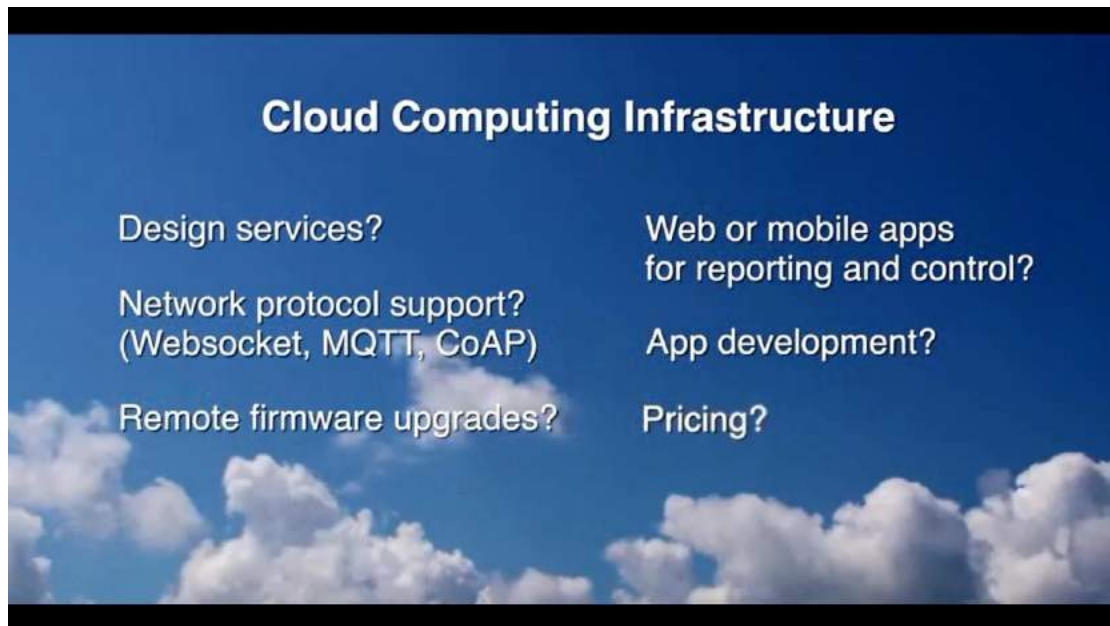 Cloud Computing Infrastructure
Design services?
Network protocol support?
(Websocket, MQTT, CoAP)
Remote firmware upgrades?
Web or mobile apps
for reporting and control?
App development?
Pricing?